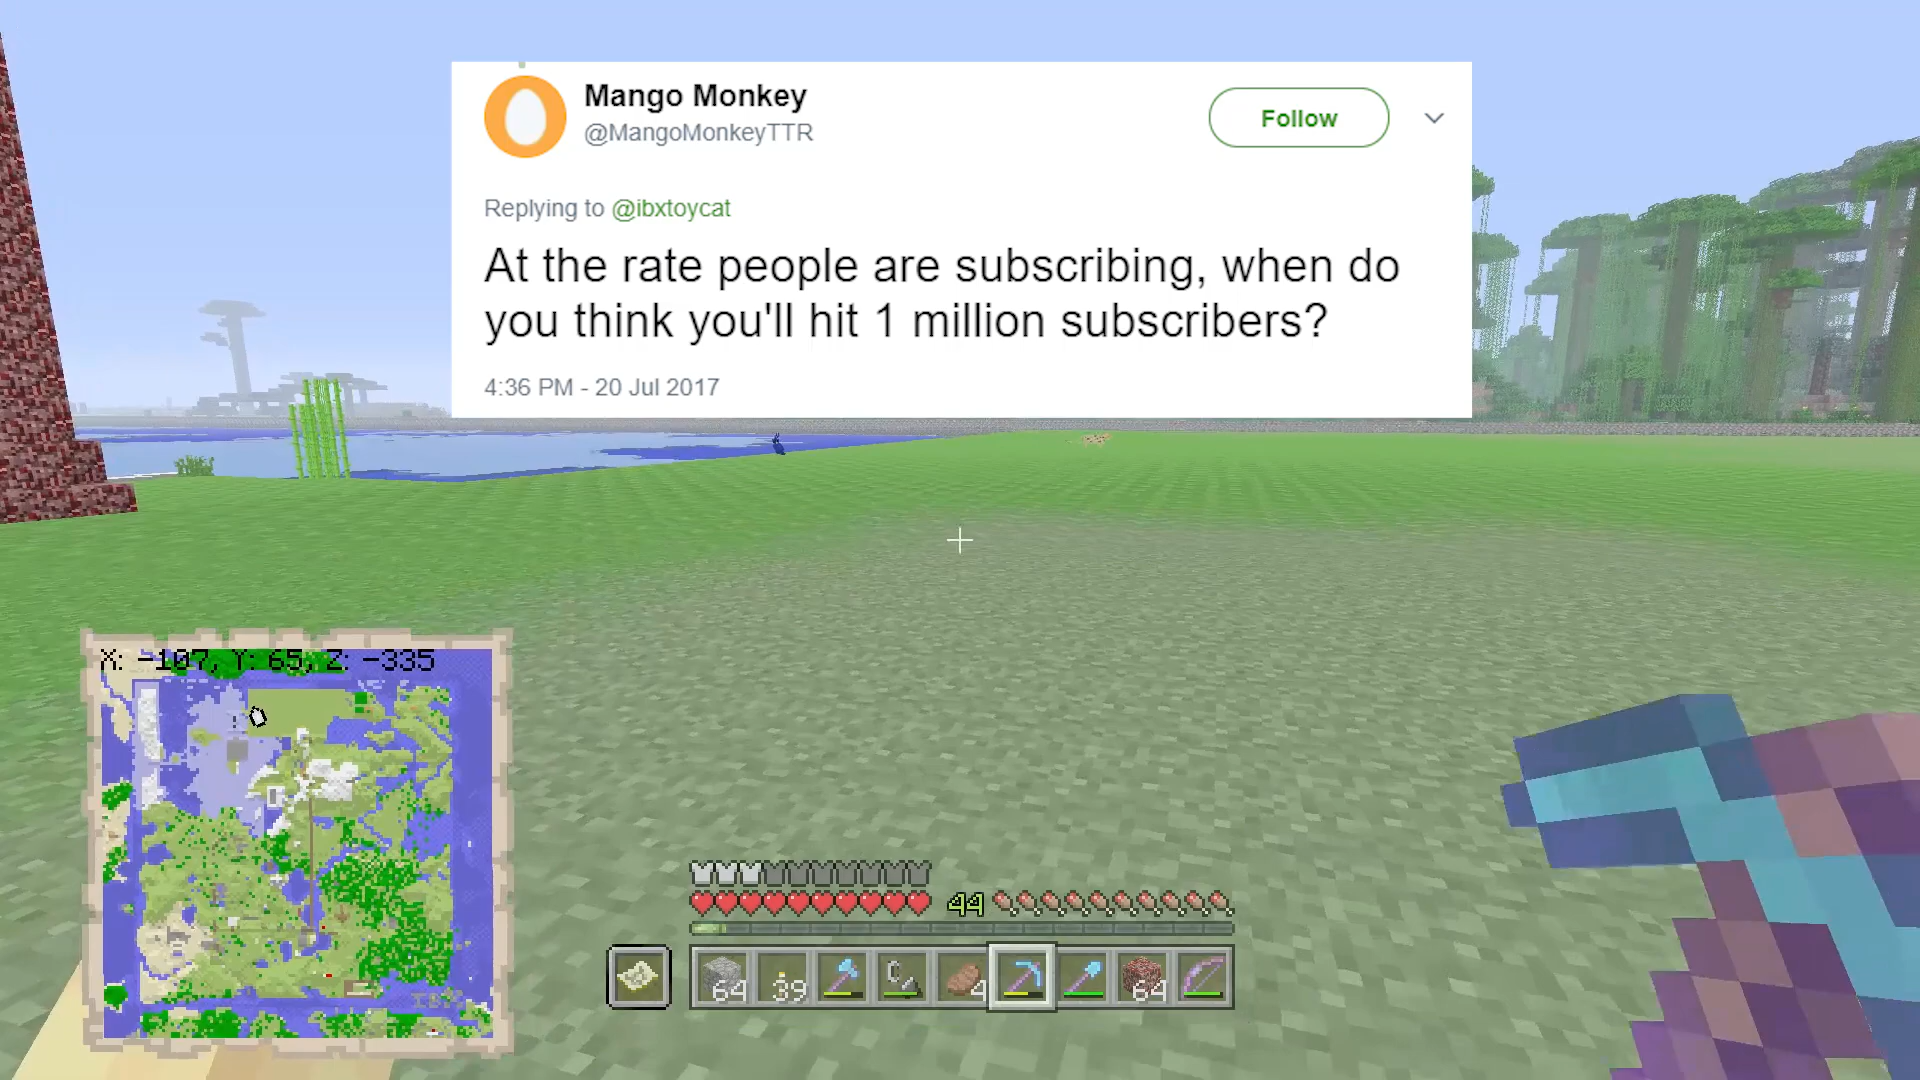 Mango Monkey
@MangoMonkeyTTR
Follow
Replying to @ibxtoycat
At the rate people are subscribing, when do
you think you'll hit 1 million subscribers?
4:36 PM - 20 Jul 2017
X: -107, Y: 65, Z: -335
44
64
39
4
64